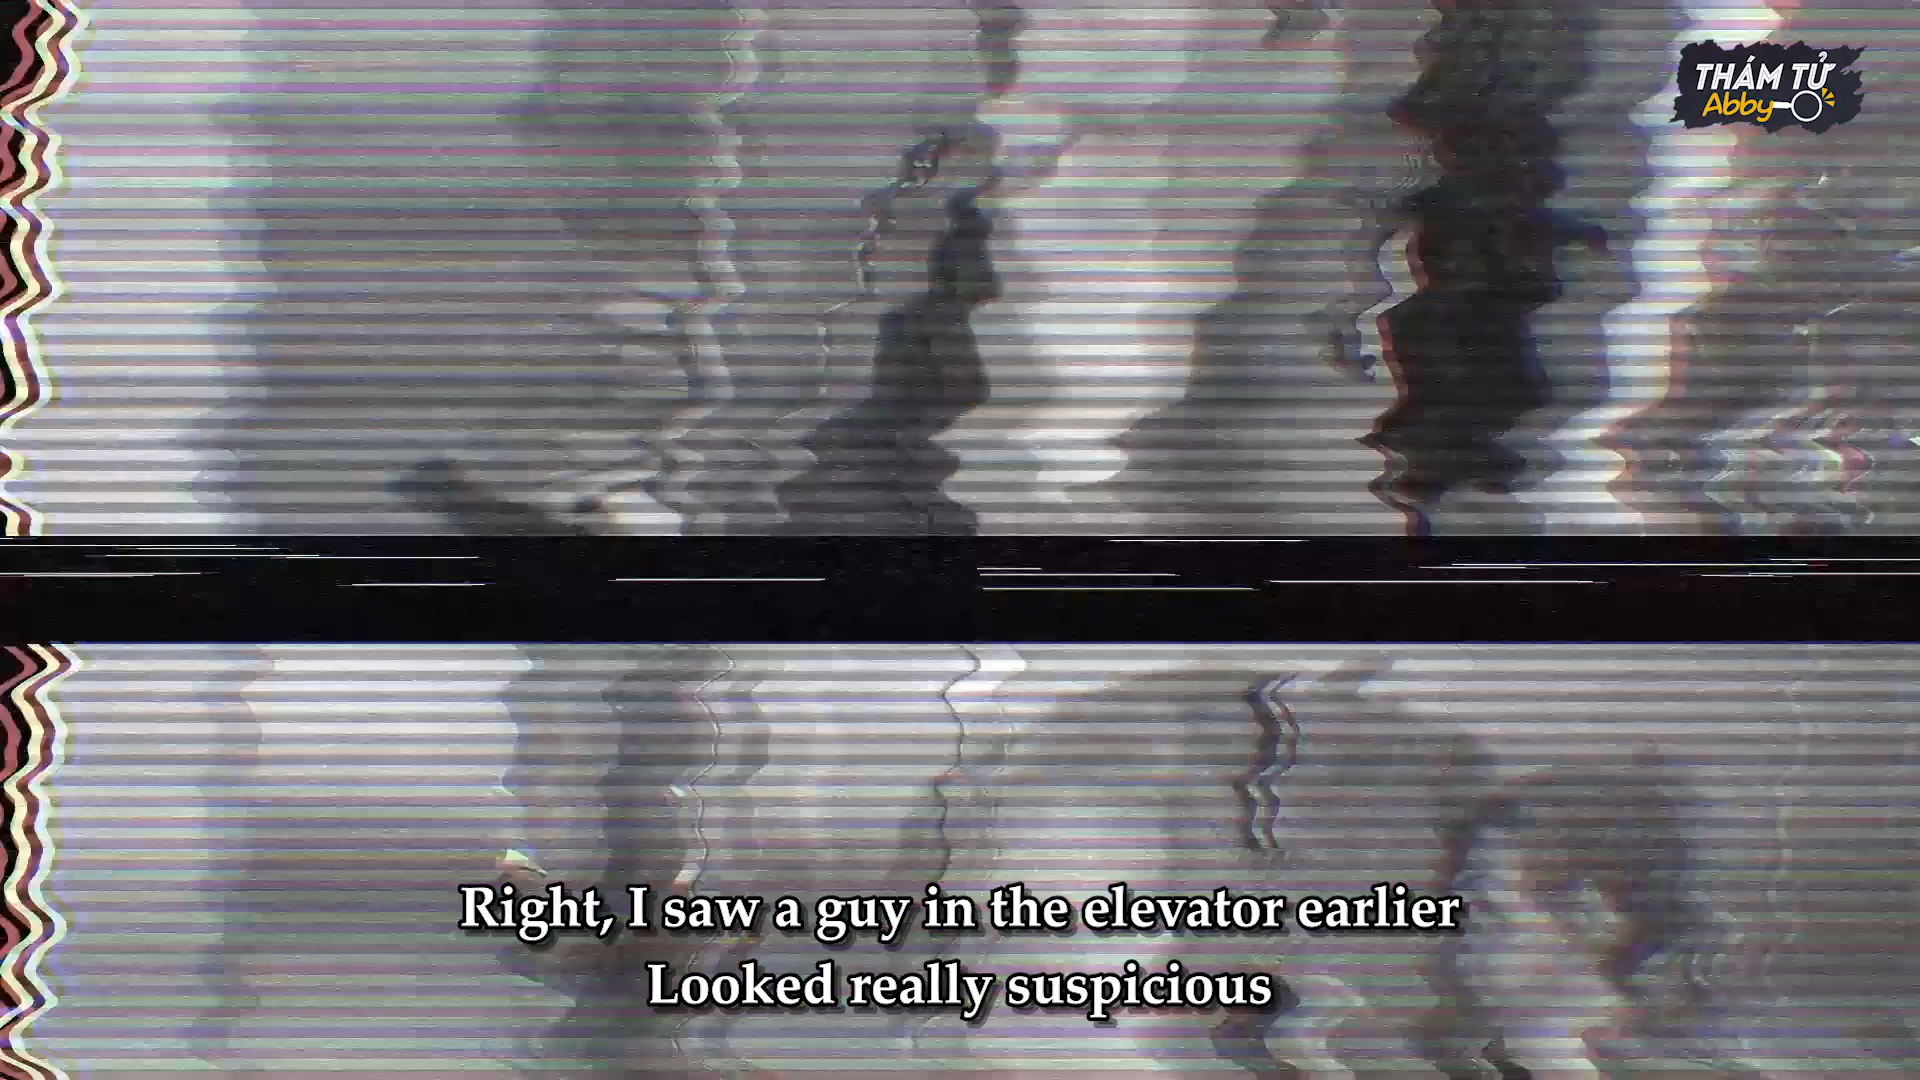 THÁM TỬ
Abby
Right, I saw a guy in the elevator earlier
Looked really suspicious